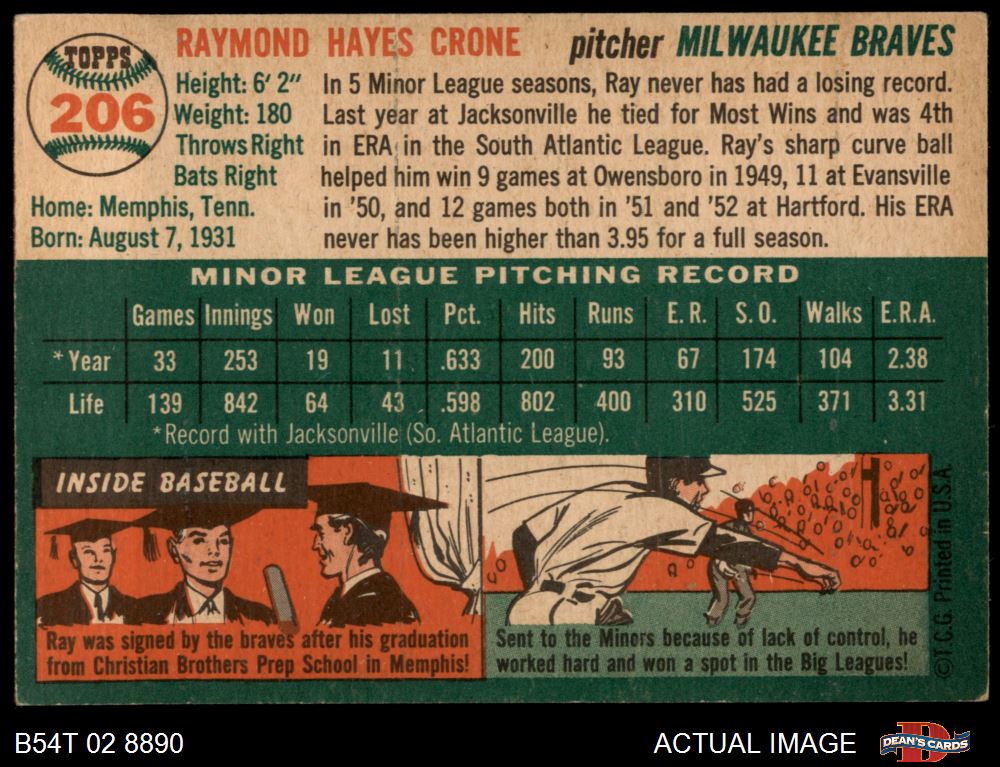 TOPPS
206
RAYMOND HAYES CRONE pitcher MILWAUKEE BRAVES
Height: 6' 2"
Weight: 180
Throws Right
Bats Right
Home: Memphis, Tenn.
Born: August 7, 1931
In 5 Minor League seasons, Ray never has had a losing record.
Last year at Jacksonville he tied for Most Wins and was 4th
in ERA in the South Atlantic League. Ray's sharp curve ball
helped him win 9 games at Owensboro in 1949, 11 at Evansville
in '50, and 12 games both in '51 and '52 at Hartford. His ERA
never has been higher than 3.95 for a full season.
MINOR LEAGUE PITCHING RECORD
Games Innings Won Lost Pct. Hits Runs E.R. S.O. Walks E.R.A.
* Year 33 253 19 11 .633 200 93 67 174 104 2.38
Life 139 842 64 43 .598 802 400 310 525 371 3.31
*Record with Jacksonville (So. Atlantic League).
INSIDE BASEBALL
Ray was signed by the braves after his graduation
from Christian Brothers Prep School in Memphis!
Sent to the Minors because of lack of control, he
worked hard and won a spot in the Big Leagues!
© T.C.G. Printed in U.S.A.
B54T 02 8890
ACTUAL IMAGE
DEAN'S CARDS